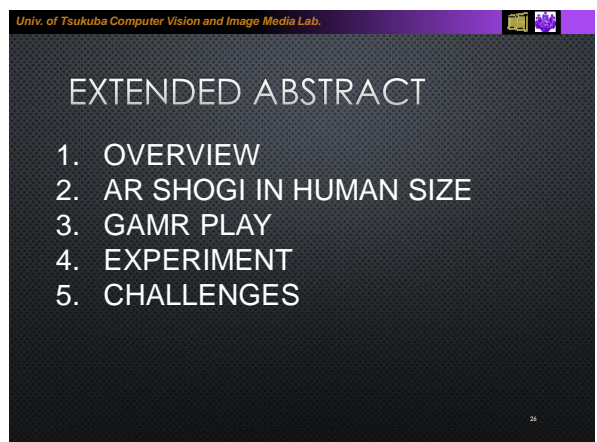 Univ. of Tsukuba Computer Vision and Image Media Lab.
EXTENDED ABSTRACT
1. OVERVIEW
2. AR SHOGI IN HUMAN SIZE
3. GAMR PLAY
4. EXPERIMENT
5. CHALLENGES
26